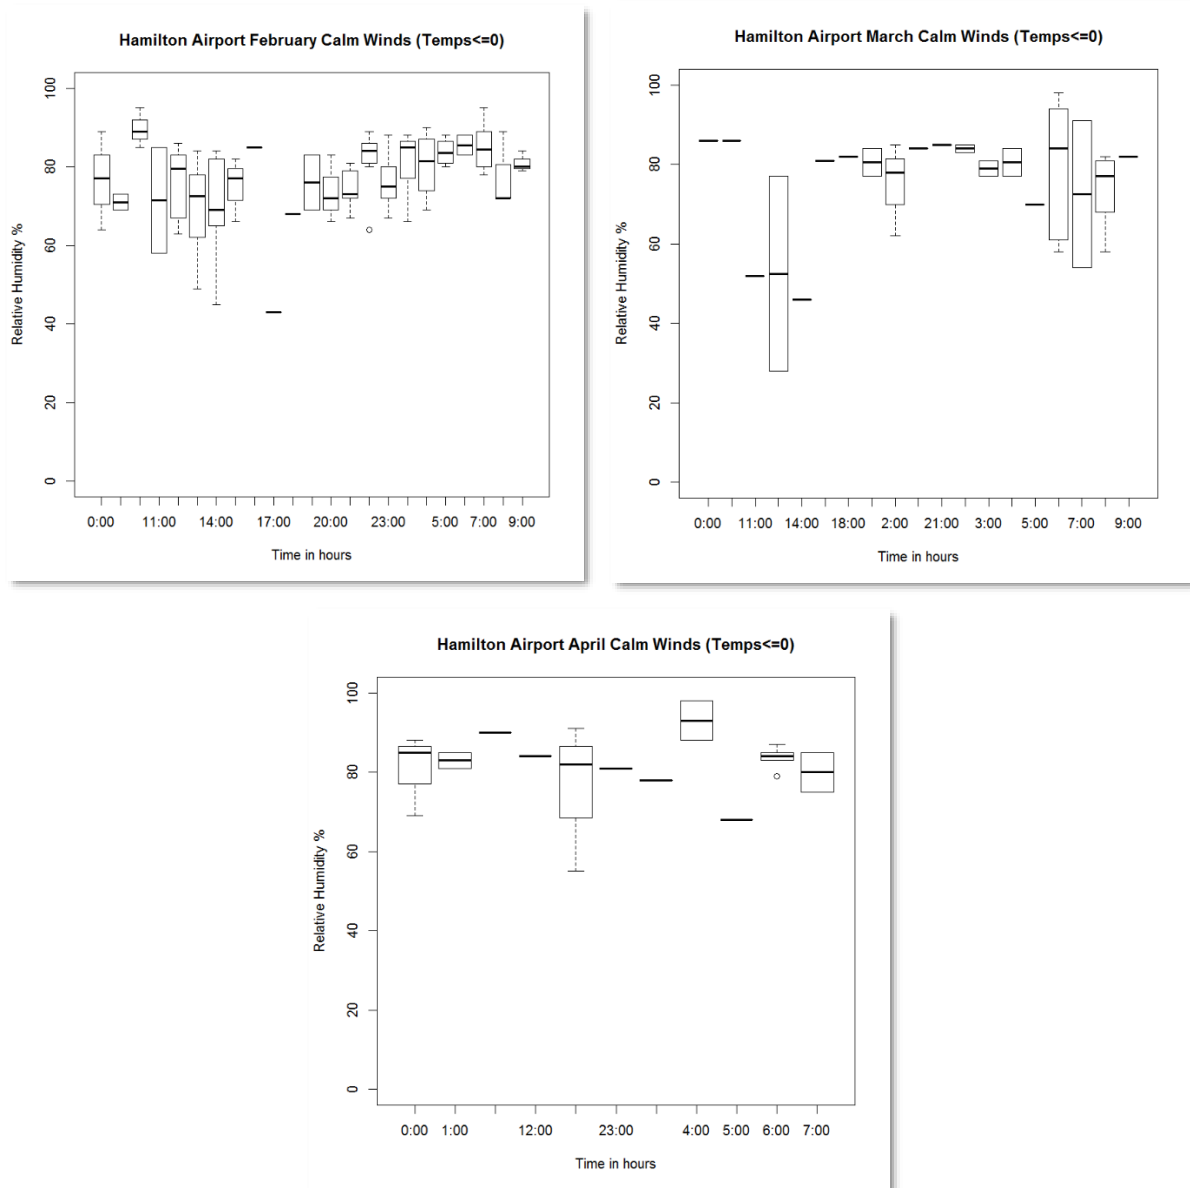 Hamilton Airport February Calm Winds (Temps<=0)
Relative Humidity %
100
80
60
40
20
0
0:00 11:00 14:00 17:00 20:00 23:00 5:00 7:00 9:00
Time in hours
Hamilton Airport March Calm Winds (Temps<=0)
Relative Humidity %
100
80
60
40
20
0
0:00 11:00 14:00 18:00 2:00 21:00 3:00 5:00 7:00 9:00
Time in hours
Hamilton Airport April Calm Winds (Temps<=0)
Relative Humidity %
100
80
60
40
20
0
0:00 1:00 12:00 23:00 4:00 5:00 6:00 7:00
Time in hours